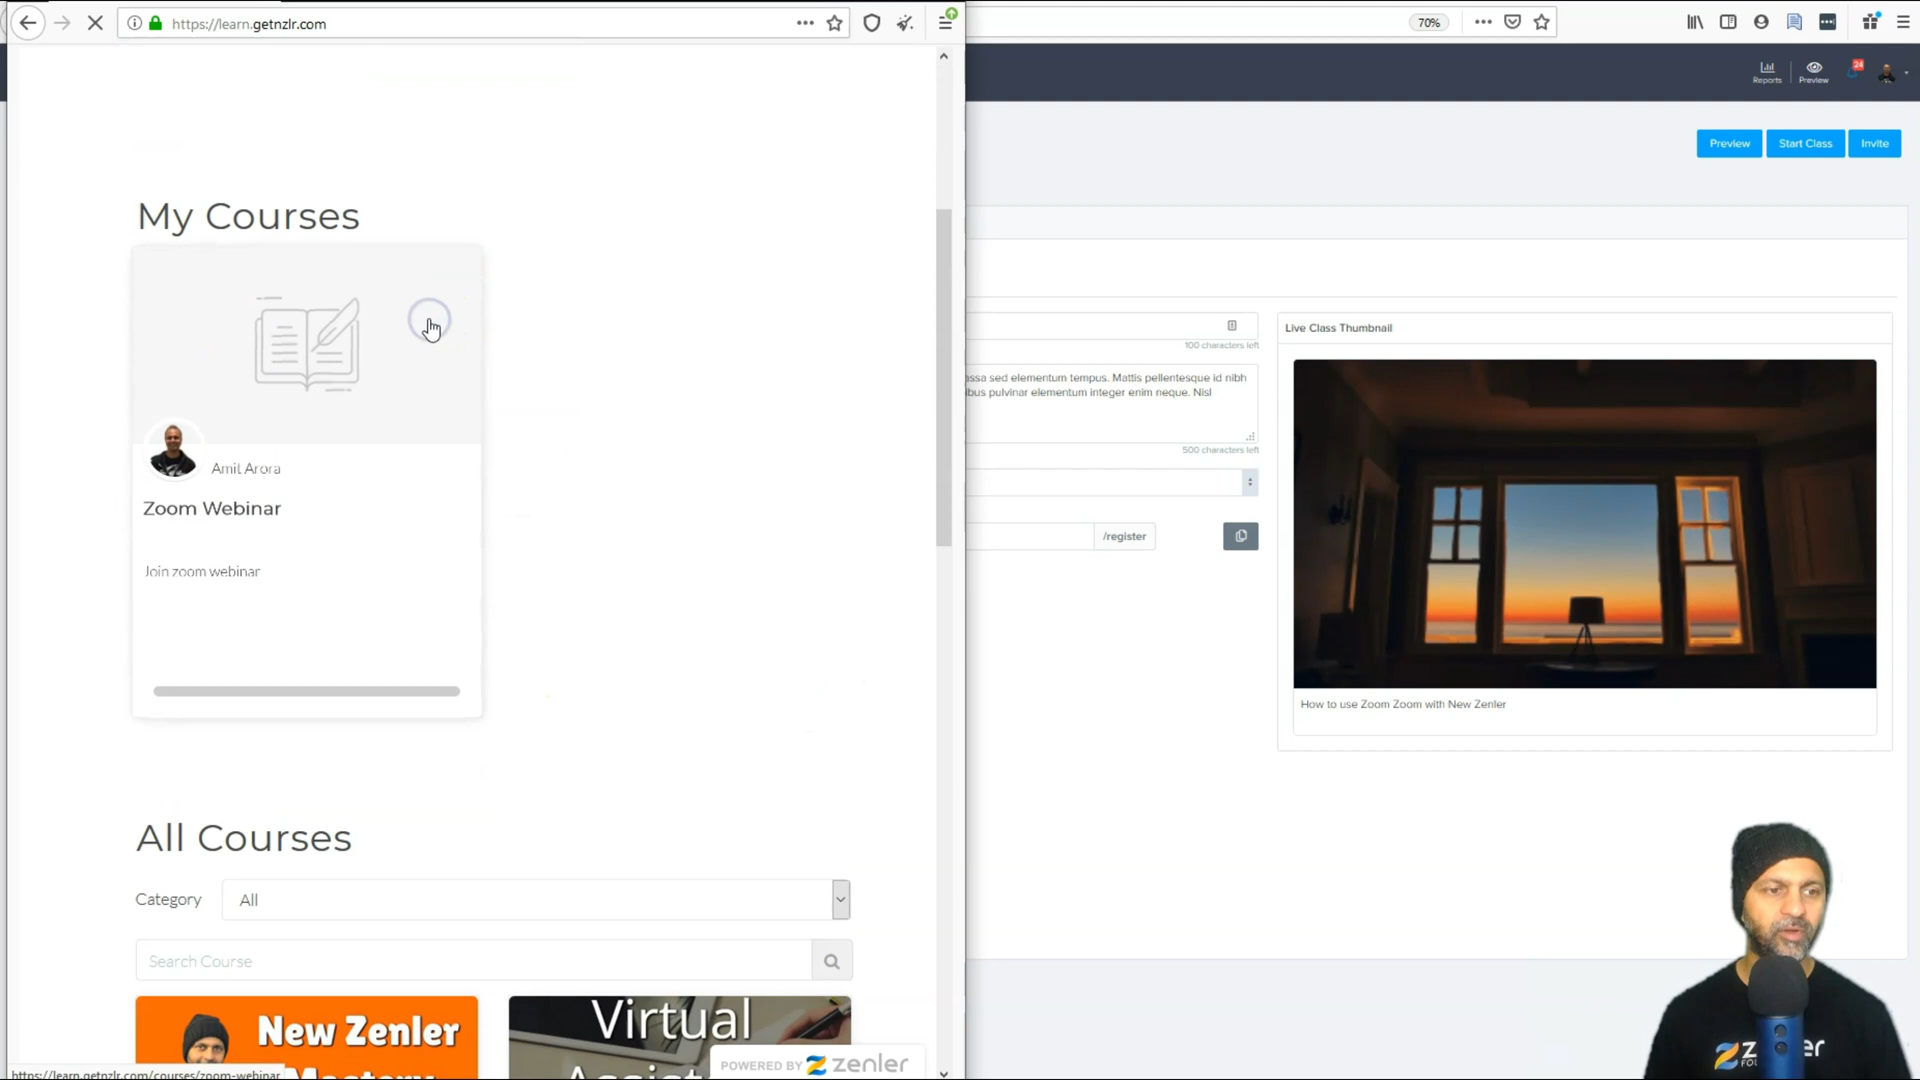 https://learn.getnzlr.com
70%
Reports
Preview
24
Preview
Start Class
Invite
My Courses
Amit Arora
Zoom Webinar
Join zoom webinar
All Courses
Category
All
Search Course
New Zenler
Mastery
Virtual
POWERED BY zenler
https://learn.getnzlr.com/courses/zoom-webinar
100 characters left
assa sed elementum tempus. Mattis pellentesque id nibh
ibus pulvinar elementum integer enim neque. Nisl
500 characters left
/register
Live Class Thumbnail
How to use Zoom Zoom with New Zenler